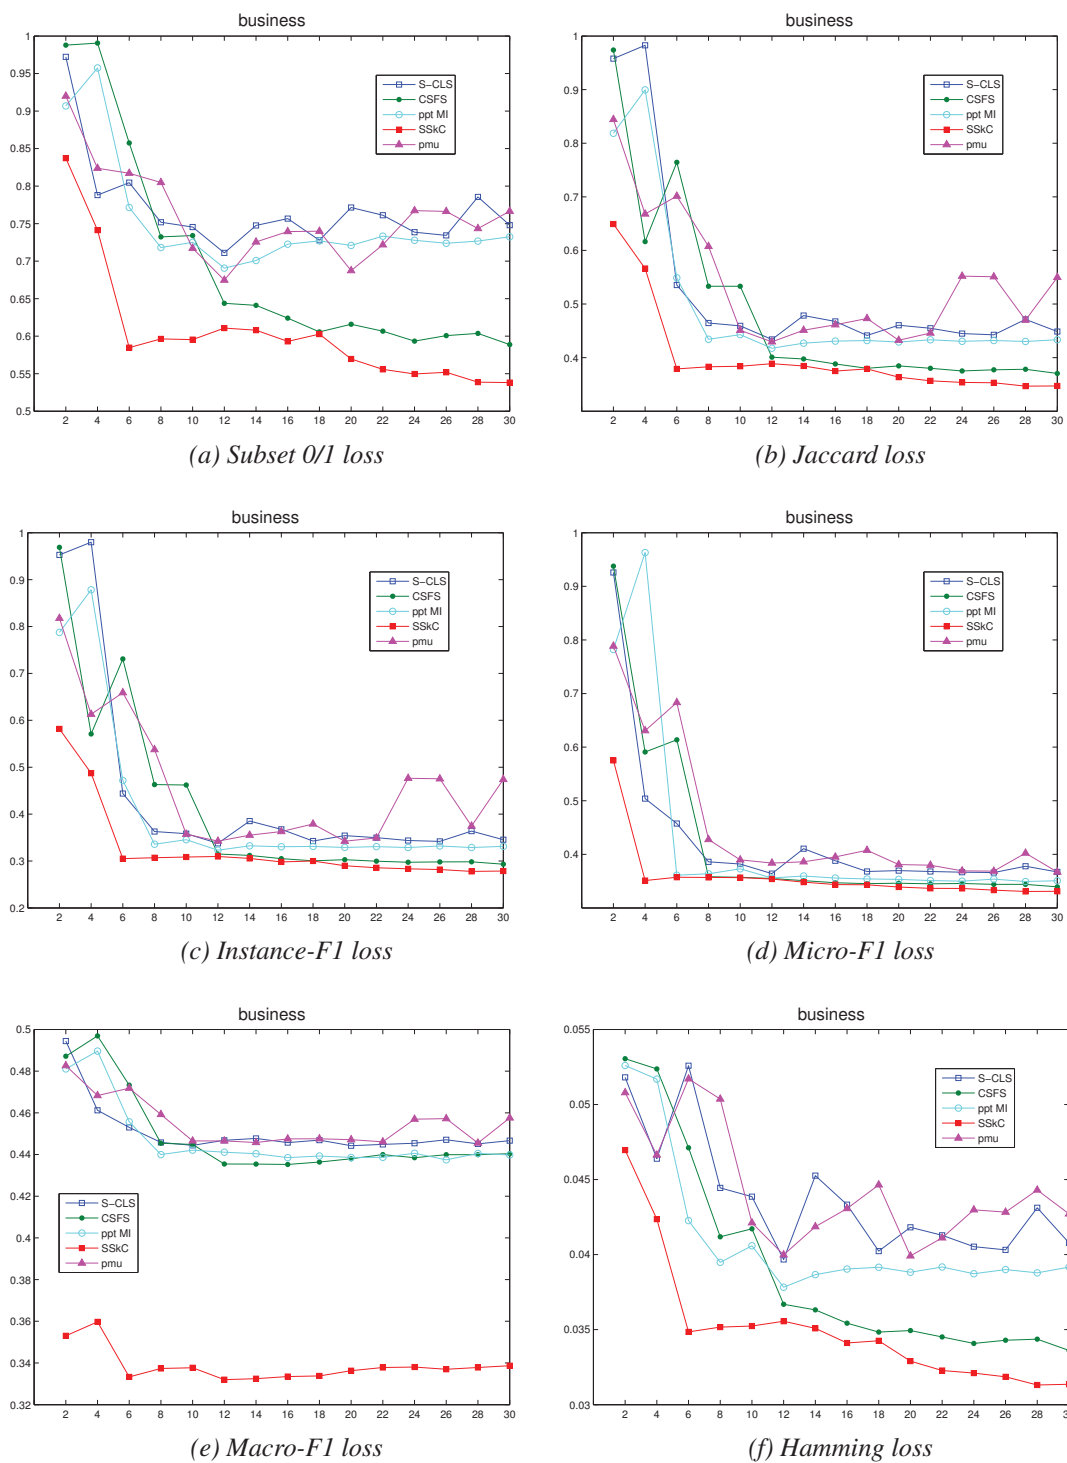 business
1
0.95
0.9
0.85
0.8
0.75
0.7
0.65
0.6
0.55
0.5
2 4 6 8 10 12 14 16 18 20 22 24 26 28 30
S−CLS
CSFS
ppt MI
SSkC
pmu
(a) Subset 0/1 loss
business
1
0.9
0.8
0.7
0.6
0.5
0.4
2 4 6 8 10 12 14 16 18 20 22 24 26 28 30
S−CLS
CSFS
ppt MI
SSkC
pmu
(b) Jaccard loss
business
1
0.9
0.8
0.7
0.6
0.5
0.4
0.3
0.2
2 4 6 8 10 12 14 16 18 20 22 24 26 28 30
S−CLS
CSFS
ppt MI
SSkC
pmu
(c) Instance-F1 loss
business
1
0.9
0.8
0.7
0.6
0.5
0.4
2 4 6 8 10 12 14 16 18 20 22 24 26 28 30
S−CLS
CSFS
ppt MI
SSkC
pmu
(d) Micro-F1 loss
business
0.5
0.48
0.46
0.44
0.42
0.4
0.38
0.36
0.34
0.32
2 4 6 8 10 12 14 16 18 20 22 24 26 28 30
S−CLS
CSFS
ppt MI
SSkC
pmu
(e) Macro-F1 loss
business
0.055
0.05
0.045
0.04
0.035
0.03
2 4 6 8 10 12 14 16 18 20 22 24 26 28
S−CLS
CSFS
ppt MI
SSkC
pmu
(f) Hamming loss